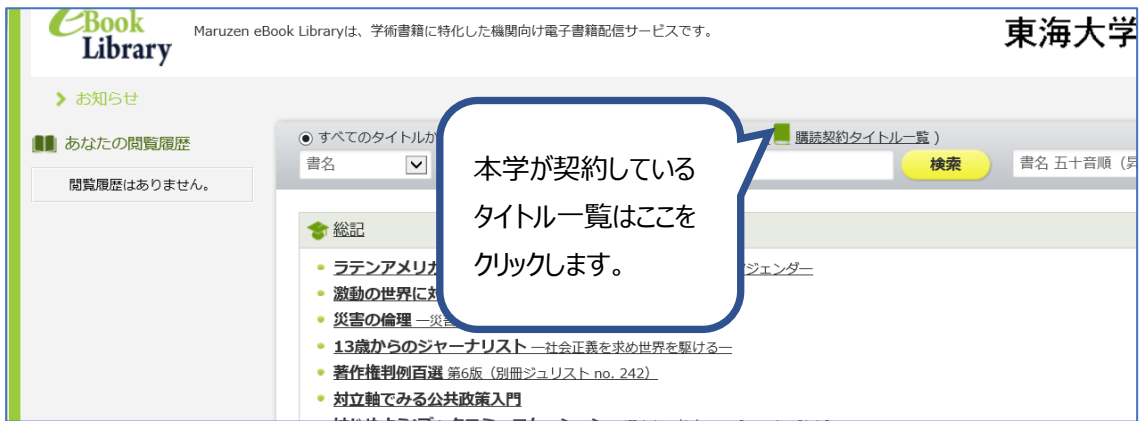 eBook
Library
Maruzen eBook Libraryは、学術書籍に特化した機関向け電子書籍配信サービスです。
東海大学
お知らせ
あなたの閲覧履歴
閲覧履歴はありません。
すべてのタイトルか
購読契約タイトル一覧 )
書名
検索
書名 五十音順 (昇
本学が契約している
タイトル一覧はここを
クリックします。
総記
ラテンアメリカ ジェンダー―
激動の世界に
災害の倫理 ―災害
13歳からのジャーナリスト ―社会正義を求め世界を駆ける―
著作権判例百選 第6版(別冊ジュリスト no. 242)
対立軸でみる公共政策入門